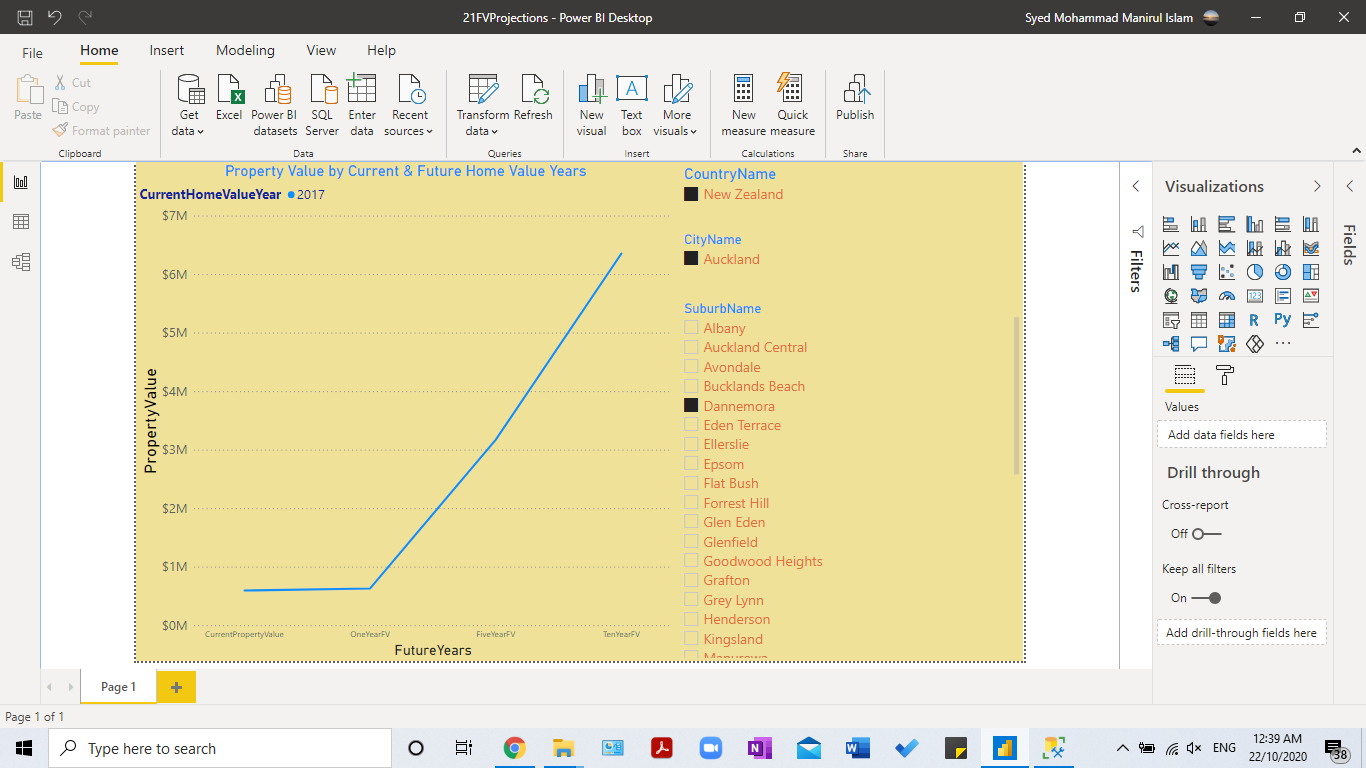 21FVProjections - Power BI Desktop
Syed Mohammad Manirul Islam
File Home Insert Modeling View Help
Paste
Cut
Copy
Format painter
Clipboard
Get data
Excel
Power BI datasets
SQL Server
Enter data
Recent sources
Data
Transform data
Refresh
Queries
New visual
Text box
More visuals
Insert
New measure
Quick measure
Calculations
Publish
Share
Property Value by Current & Future Home Value Years
CurrentHomeValueYear 2017
$7M
$6M
$5M
$4M
$3M
$2M
$1M
$0M
PropertyValue
CurrentPropertyValue OneYearFV FiveYearFV TenYearFV
FutureYears
CountryName
New Zealand
CityName
Auckland
SuburbName
Albany
Auckland Central
Avondale
Bucklands Beach
Dannemora
Eden Terrace
Ellerslie
Epsom
Flat Bush
Forrest Hill
Glen Eden
Glenfield
Goodwood Heights
Grafton
Grey Lynn
Henderson
Kingsland
Manurewa
Filters
Visualizations
123
R Py
Values
Add data fields here
Drill through
Cross-report
Off
Keep all filters
On
Add drill-through fields here
Fields
Page 1
Page 1 of 1
Type here to search
ENG
12:39 AM
22/10/2020
38